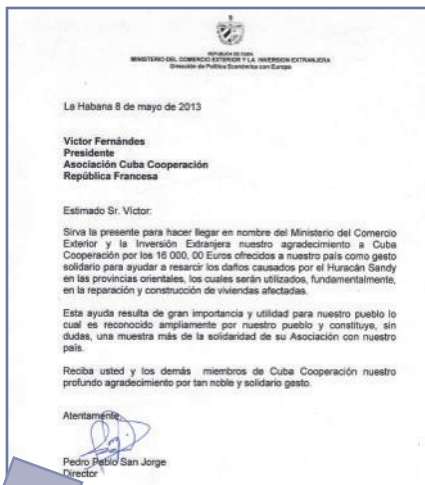 REPUBLICA DE CUBA
MINISTERIO DEL COMERCIO EXTERIOR Y LA INVERSION EXTRANJERA
Dirección de Política Económica con Europa
La Habana 8 de mayo de 2013
Victor Fernándes
Presidente
Asociación Cuba Cooperación
República Francesa
Estimado Sr. Victor:
Sirva la presente para hacer llegar en nombre del Ministerio del Comercio
Exterior y la Inversión Extranjera nuestro agradecimiento a Cuba
Cooperación por los 16 000, 00 Euros ofrecidos a nuestro país como gesto
solidario para ayudar a resarcir los daños causados por el Huracán Sandy
en las provincias orientales, los cuales serán utilizados, fundamentalmente,
en la reparación y construcción de viviendas afectadas.
Esta ayuda resulta de gran importancia y utilidad para nuestro pueblo lo
cual es reconocido ampliamente por nuestro pueblo y constituye, sin
dudas, una muestra más de la solidaridad de su Asociación con nuestro
país.
Reciba usted y los demás miembros de Cuba Cooperación nuestro
profundo agradecimiento por tan noble y solidario gesto.
Atentamente,
Pedro Pablo San Jorge
Director